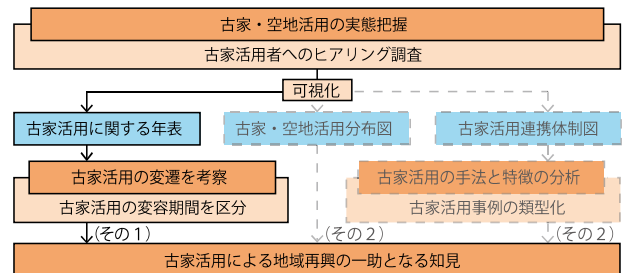 古家・空地活用の実態把握
古家活用者へのヒアリング調査
可視化
古家活用に関する年表
古家・空地活用分布図
古家活用連携体制図
古家活用の変遷を考察
古家活用の手法と特徴の分析
古家活用の変容期間を区分
古家活用事例の類型化
(その1)
(その2)
(その2)
古家活用による地域再興の一助となる知見